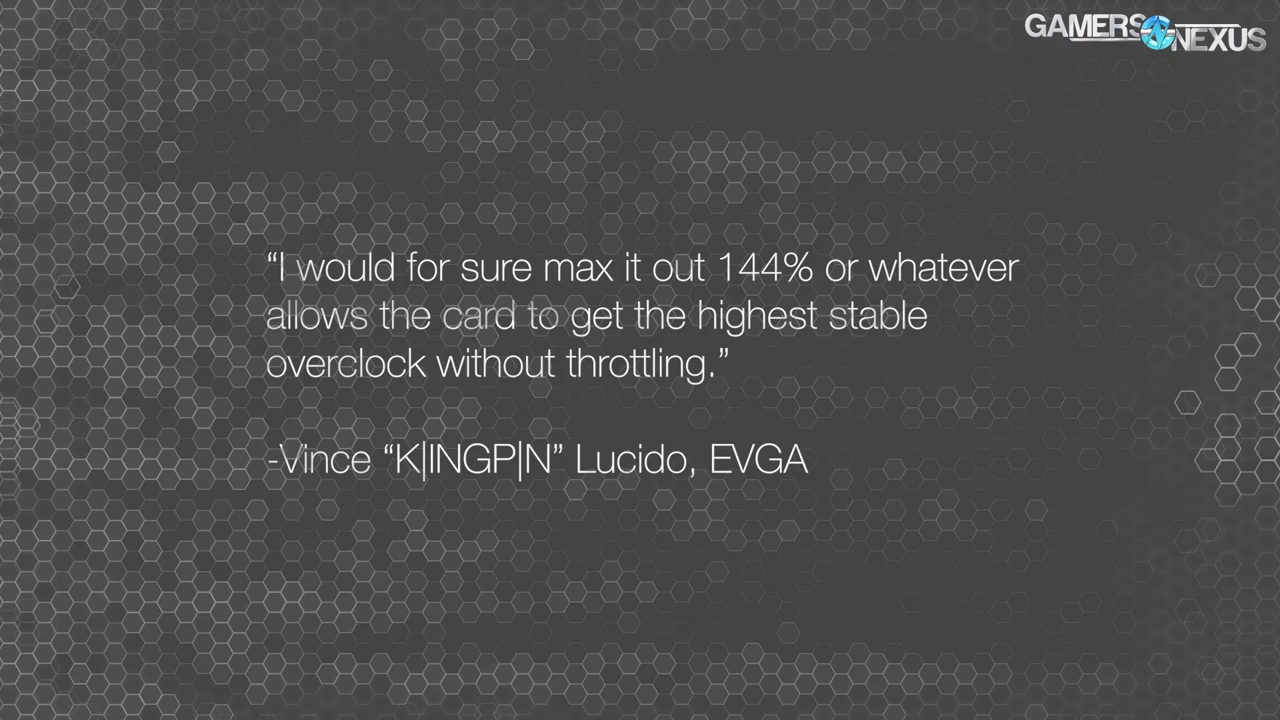 GAMERS NEXUS
“I would for sure max it out 144% or whatever
allows the card to get the highest stable
overclock without throttling.”
-Vince “K|INGP|N” Lucido, EVGA